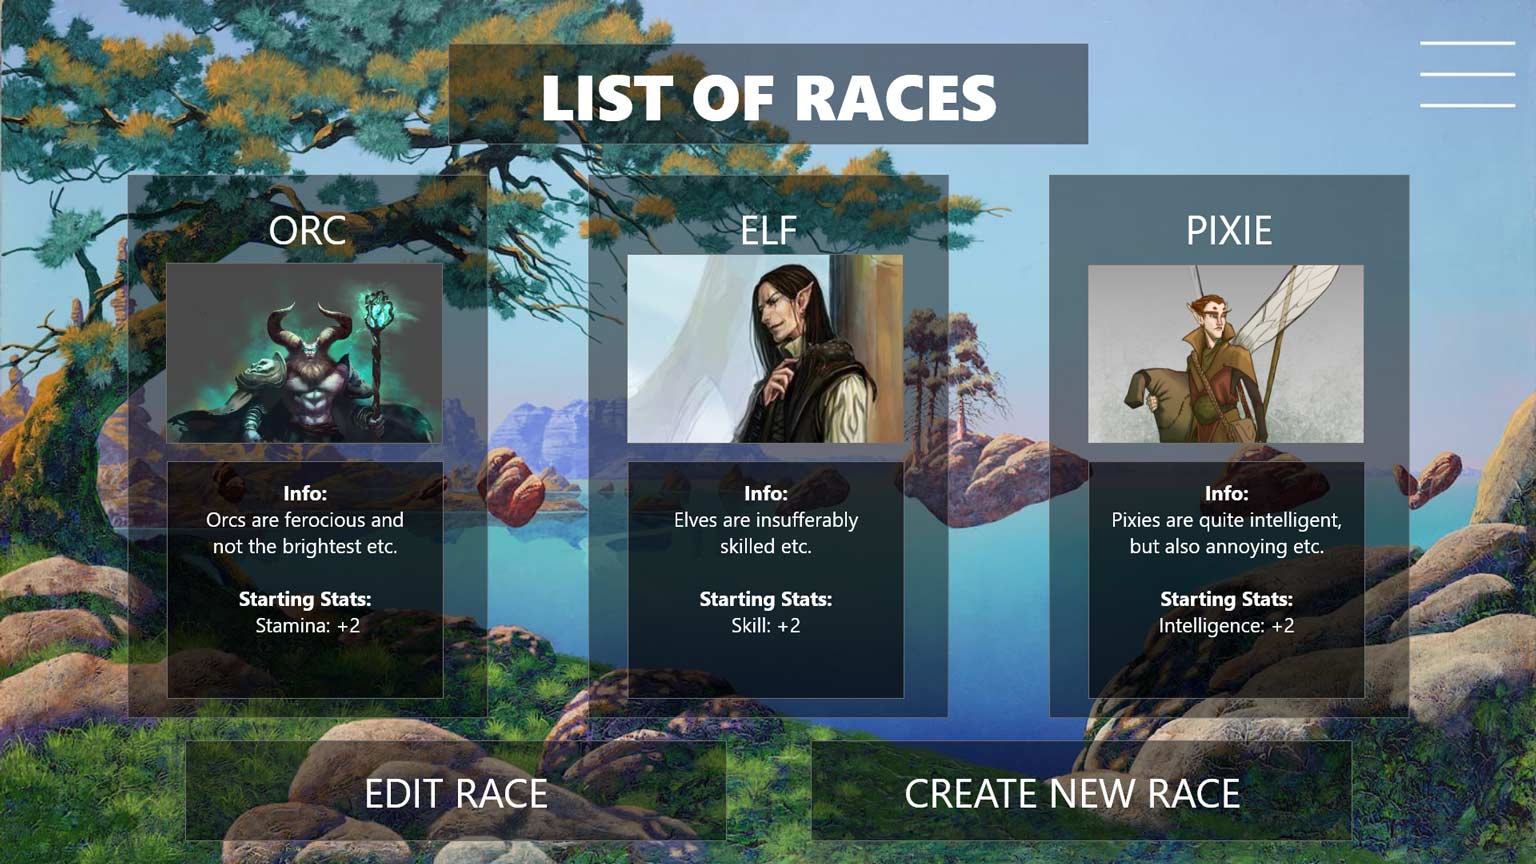 LIST OF RACES
ORC
Info:
Orcs are ferocious and
not the brightest etc.
Starting Stats:
Stamina: +2
ELF
Info:
Elves are insufferably
skilled etc.
Starting Stats:
Skill: +2
PIXIE
Info:
Pixies are quite intelligent,
but also annoying etc.
Starting Stats:
Intelligence: +2
EDIT RACE
CREATE NEW RACE